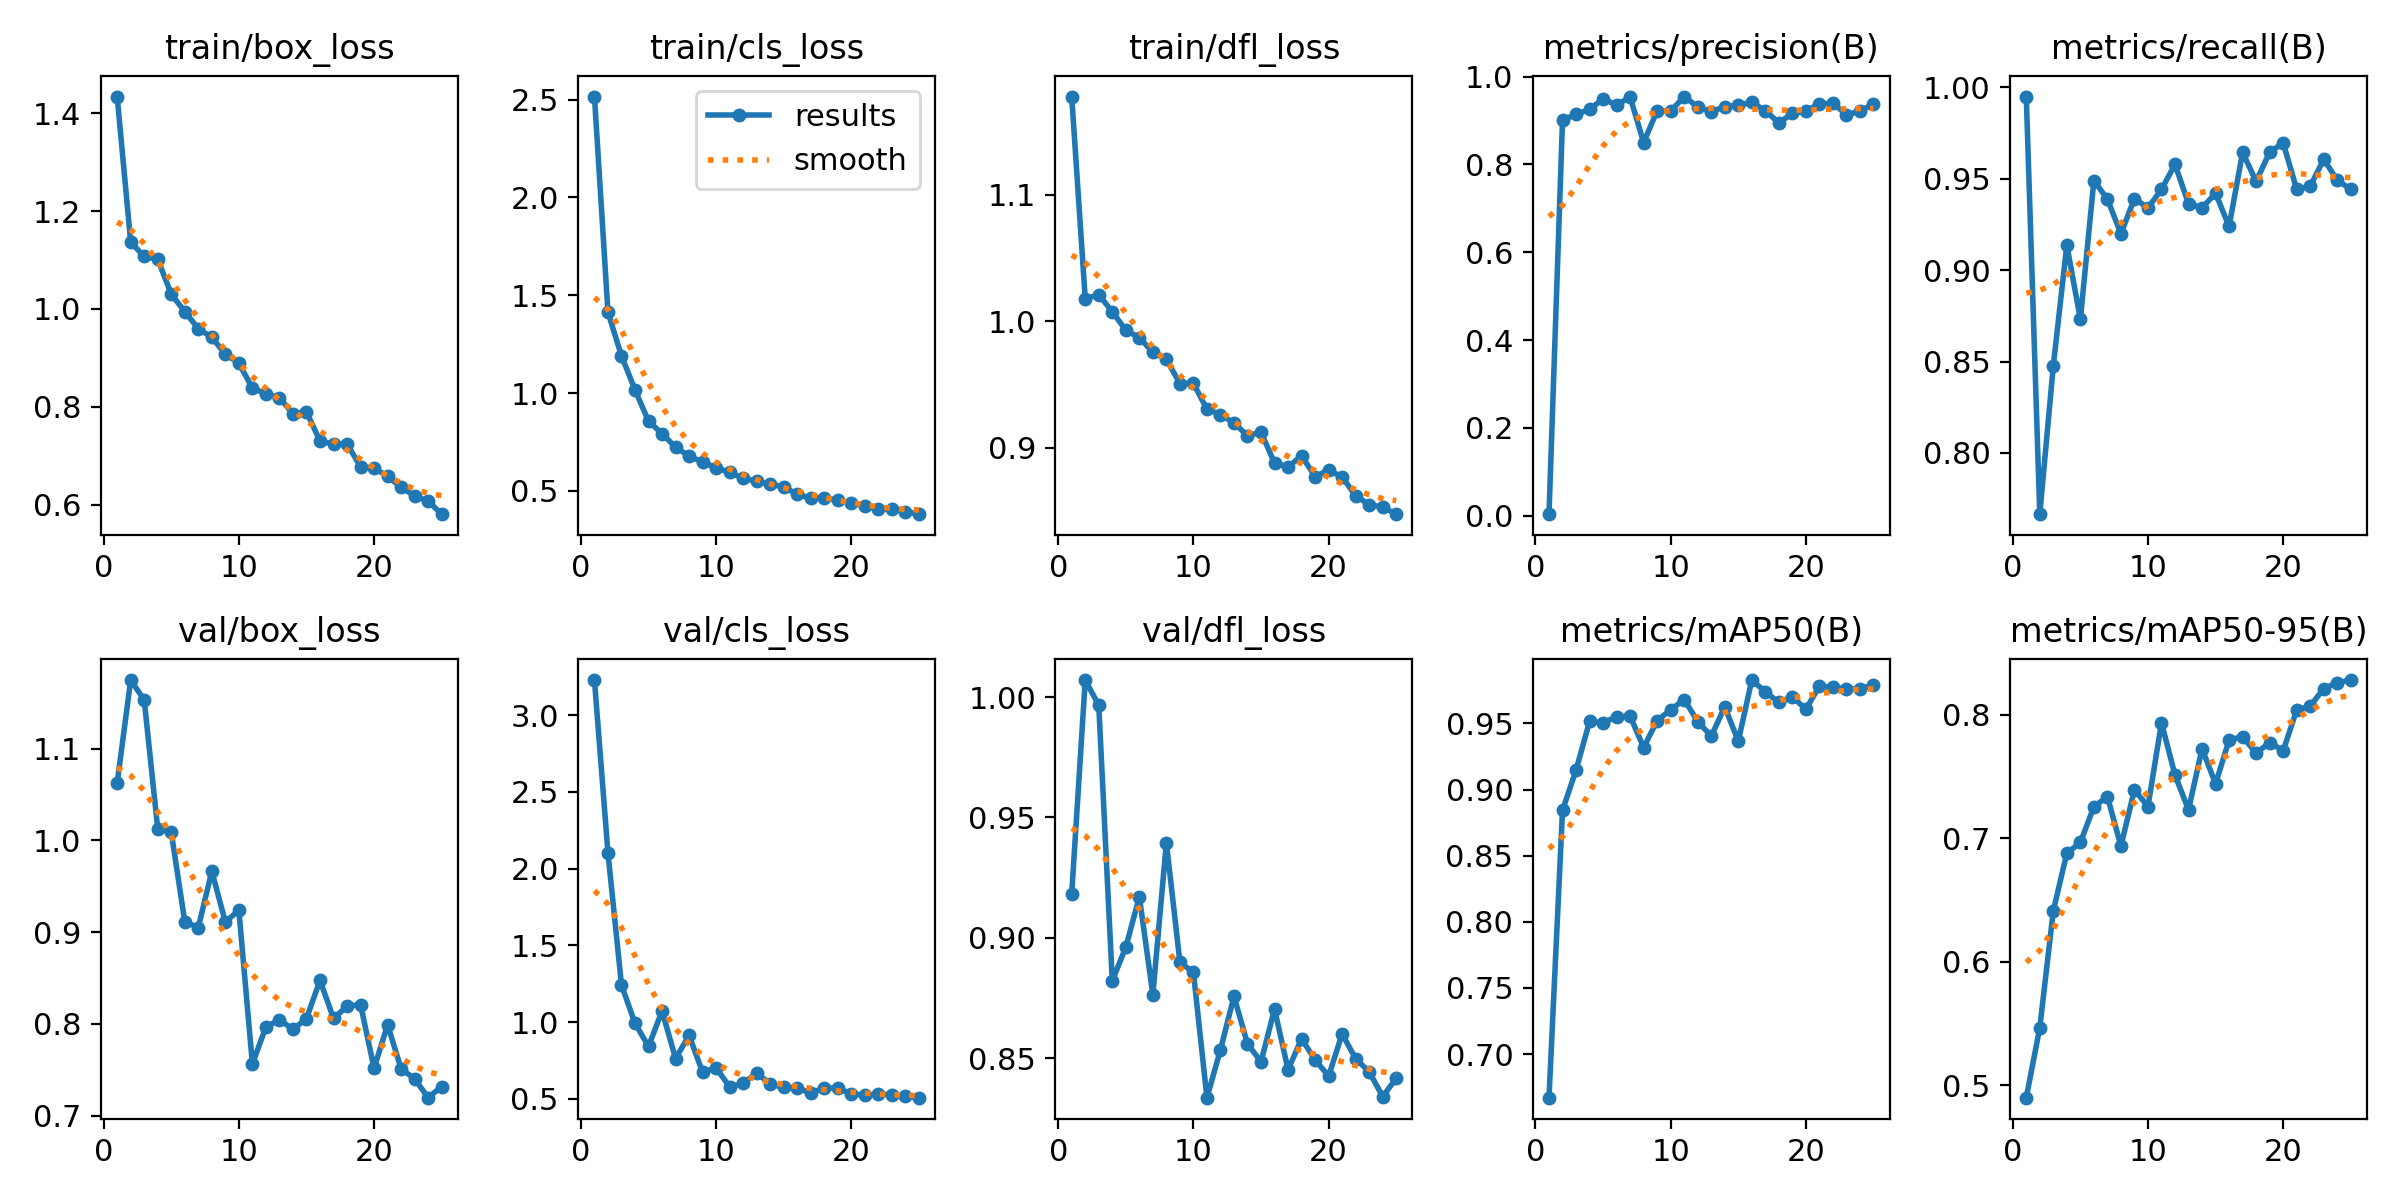 train/box_loss
1.4
1.2
1.0
0.8
0.6
0 10 20
train/cls_loss
results
smooth
2.5
2.0
1.5
1.0
0.5
0 10 20
train/dfl_loss
1.1
1.0
0.9
0 10 20
metrics/precision(B)
1.0
0.8
0.6
0.4
0.2
0.0
0 10 20
metrics/recall(B)
1.00
0.95
0.90
0.85
0.80
0 10 20
val/box_loss
1.1
1.0
0.9
0.8
0.7
0 10 20
val/cls_loss
3.0
2.5
2.0
1.5
1.0
0.5
0 10 20
val/dfl_loss
1.00
0.95
0.90
0.85
0 10 20
metrics/mAP50(B)
0.95
0.90
0.85
0.80
0.75
0.70
0 10 20
metrics/mAP50-95(B)
0.8
0.7
0.6
0.5
0 10 20